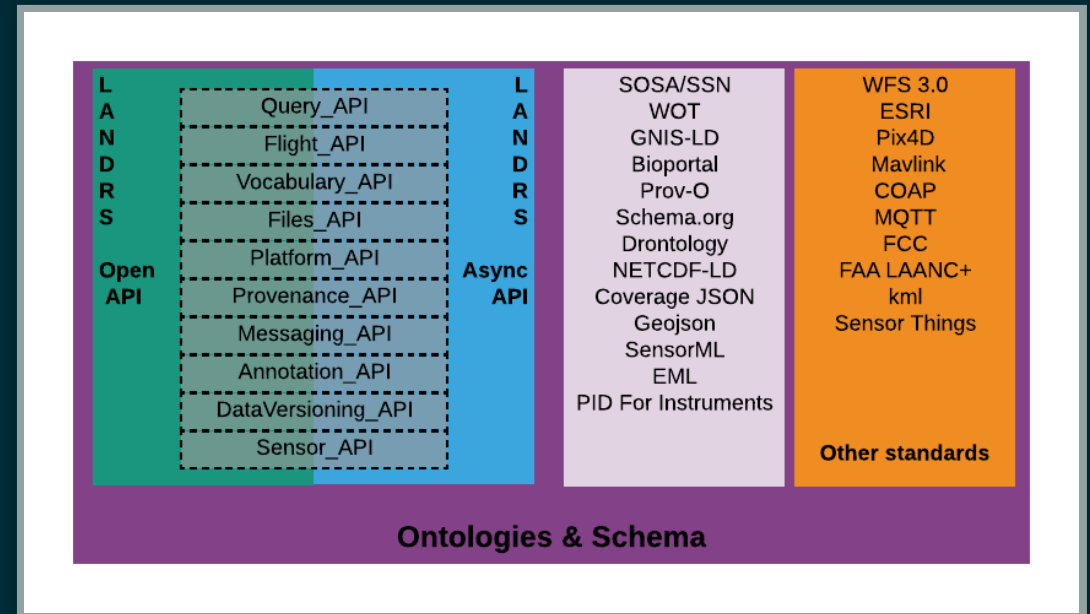 L
A
N
D
R
S
Open
API
Query_API
Flight_API
Vocabulary_API
Files_API
Platform_API
Provenance_API
Messaging_API
Annotation_API
DataVersioning_API
Sensor_API
L
A
N
D
R
S
Async
API
SOSA/SSN
WOT
GNIS-LD
Bioportal
Prov-O
Schema.org
Drontology
NETCDF-LD
Coverage JSON
Geojson
SensorML
EML
PID For Instruments
WFS 3.0
ESRI
Pix4D
Mavlink
COAP
MQTT
FCC
FAA LAANC+
kml
Sensor Things
Other standards
Ontologies & Schema